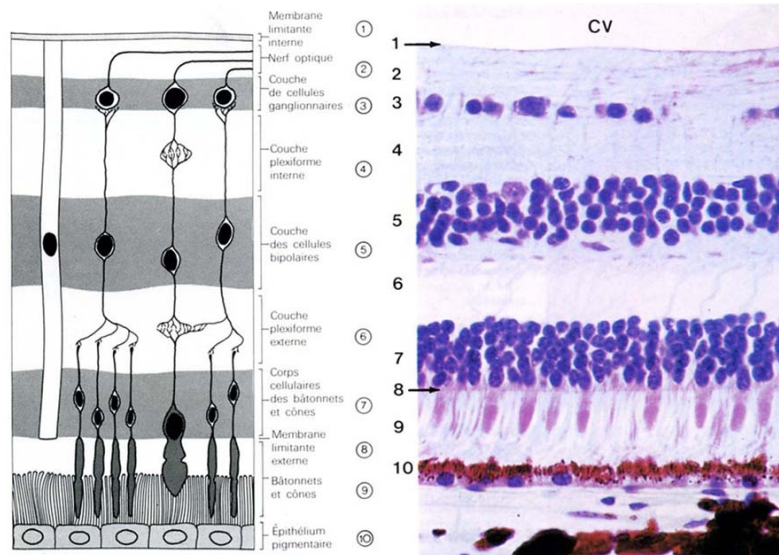 Membrane
limitante
interne
①
Nerf optique
②
Couche
de cellules
ganglionnaires
③
Couche
plexiforme
interne
④
Couche
des cellules
bipolaires
⑤
Couche
plexiforme
externe
⑥
Corps
cellulaires
des bâtonnets
et cônes
⑦
Membrane
limitante
externe
⑧
Bâtonnets
et cônes
⑨
Épithélium
pigmentaire
⑩
CV
1
2
3
4
5
6
7
8
9
10